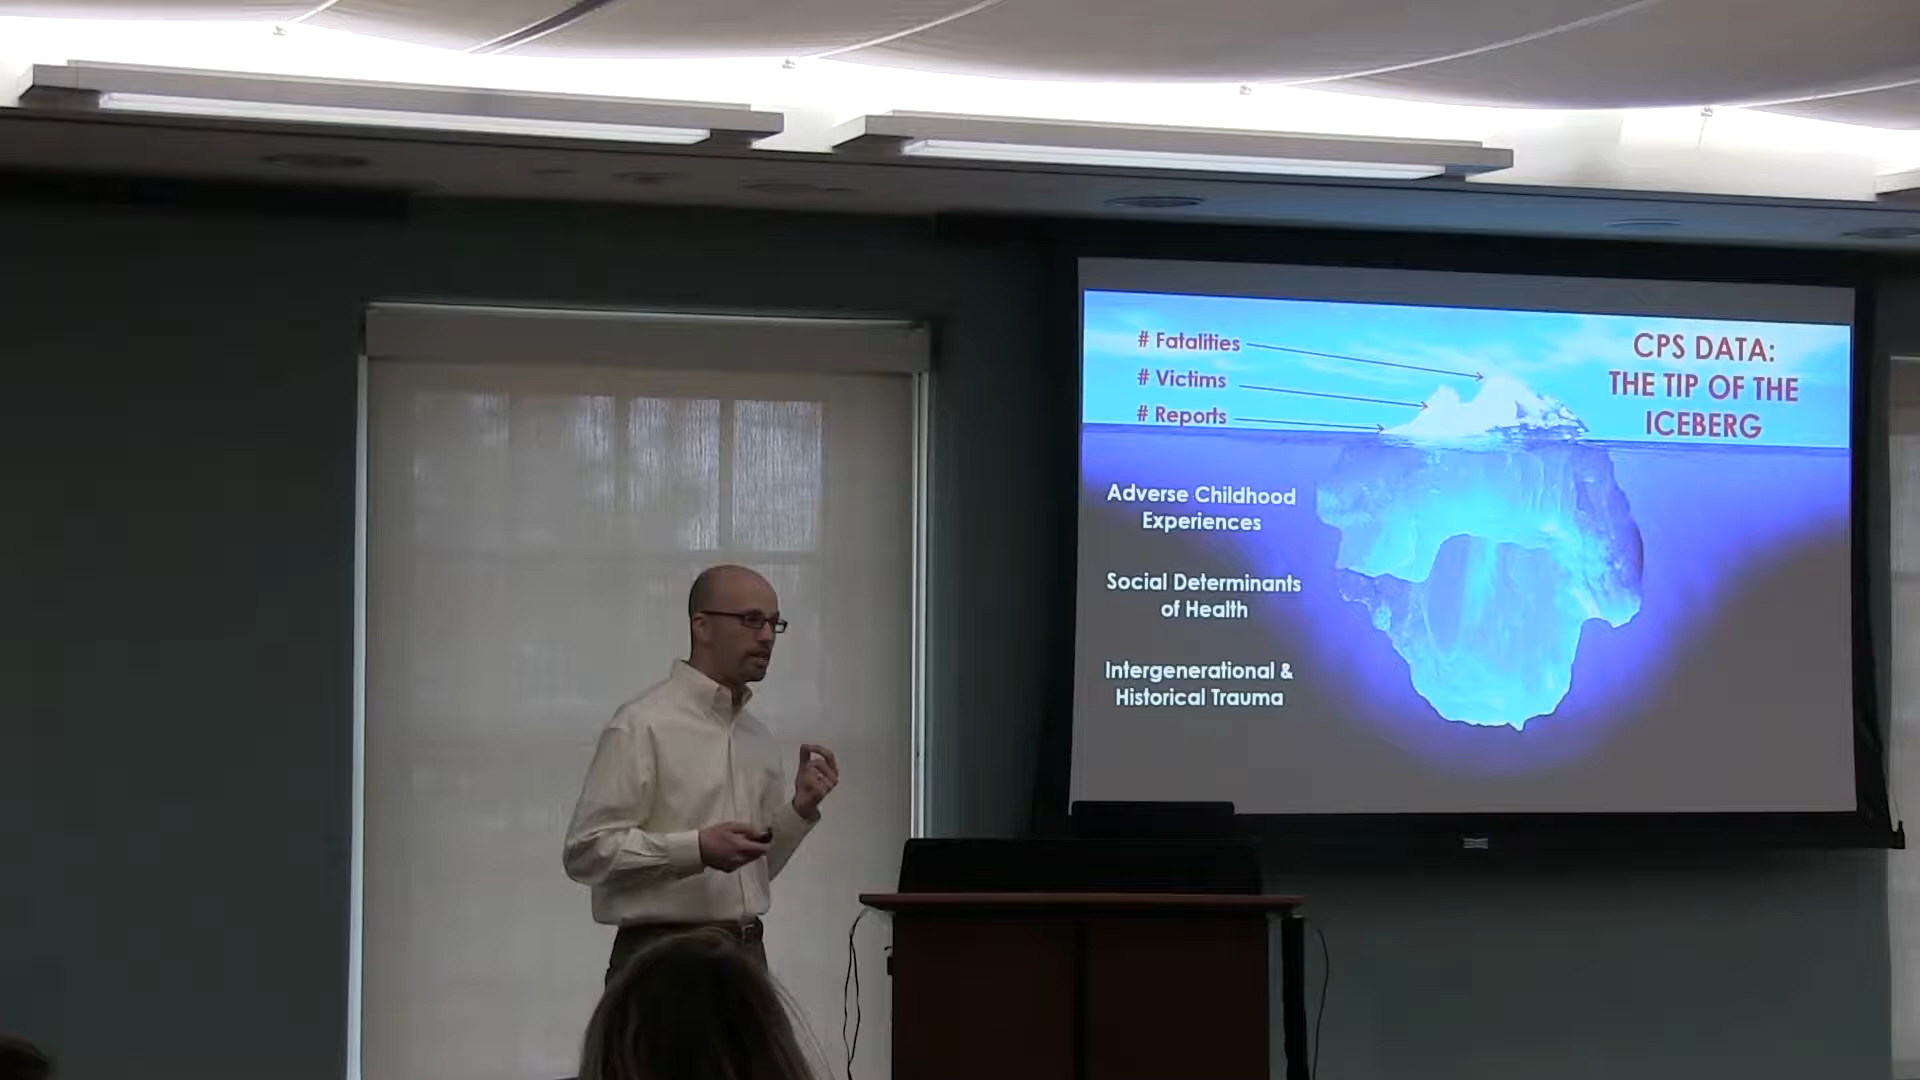 # Fatalities
# Victims
# Reports
CPS DATA:
THE TIP OF THE
ICEBERG
Adverse Childhood
Experiences
Social Determinants
of Health
Intergenerational &
Historical Trauma